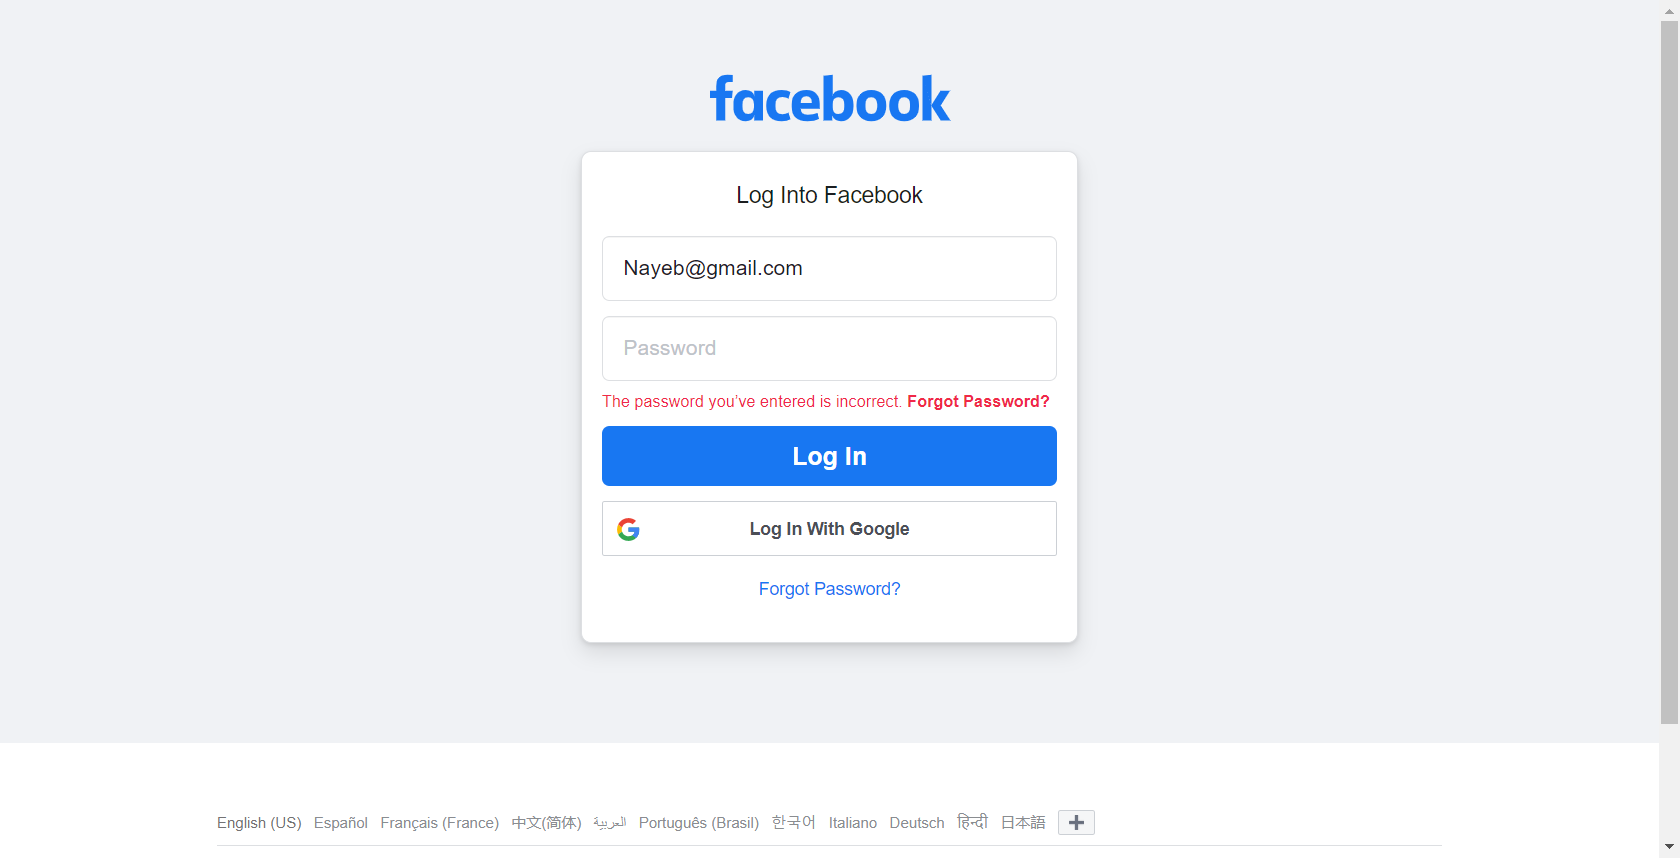 facebook
Log Into Facebook
Nayeb@gmail.com
Password
The password you've entered is incorrect. Forgot Password?
Log In
Log In With Google
Forgot Password?
English (US) Español Français (France) 中文(简体) العربية Português (Brasil) 한국어 Italiano Deutsch हिन्दी 日本語